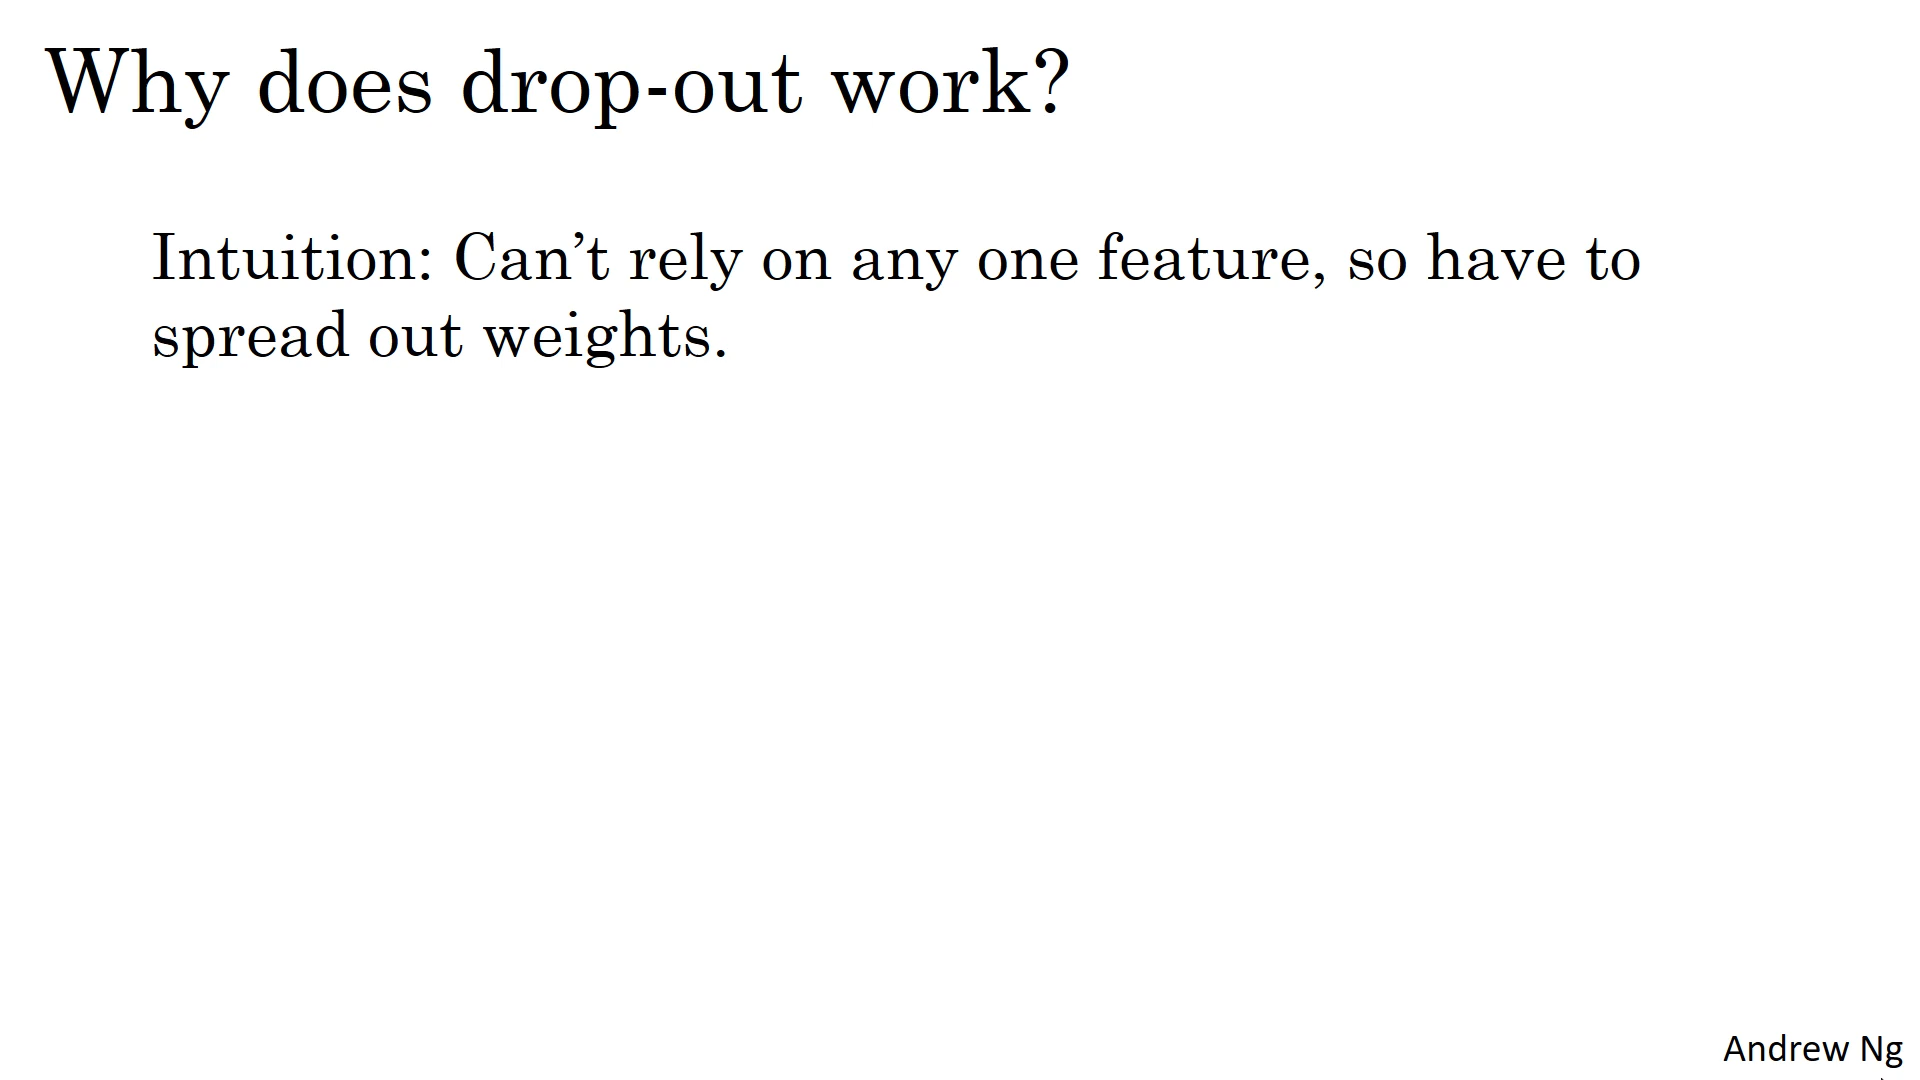 Why does drop-out work?
Intuition: Can’t rely on any one feature, so have to
spread out weights.
Andrew Ng